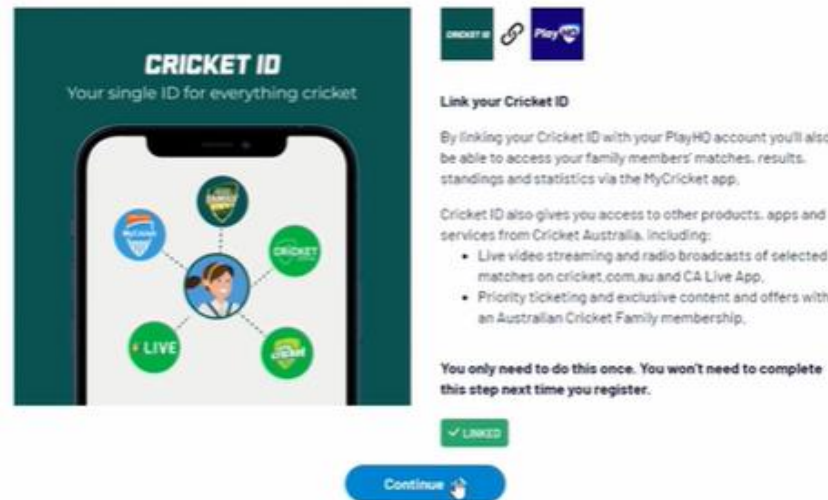 CRICKET ID
Your single ID for everything cricket
MyCricket
FAMILY
CRICKET
LIVE
cricket
CRICKET ID
PlayHQ
Link your Cricket ID
By linking your Cricket ID with your PlayHQ account you'll also
be able to access your family members' matches, results,
standings and statistics via the MyCricket app.
Cricket ID also gives you access to other products, apps and
services from Cricket Australia, including:
• Live video streaming and radio broadcasts of selected
matches on cricket.com.au and CA Live App.
• Priority ticketing and exclusive content and offers with
an Australian Cricket Family membership.
You only need to do this once. You won't need to complete
this step next time you register.
✓ LINKED
Continue